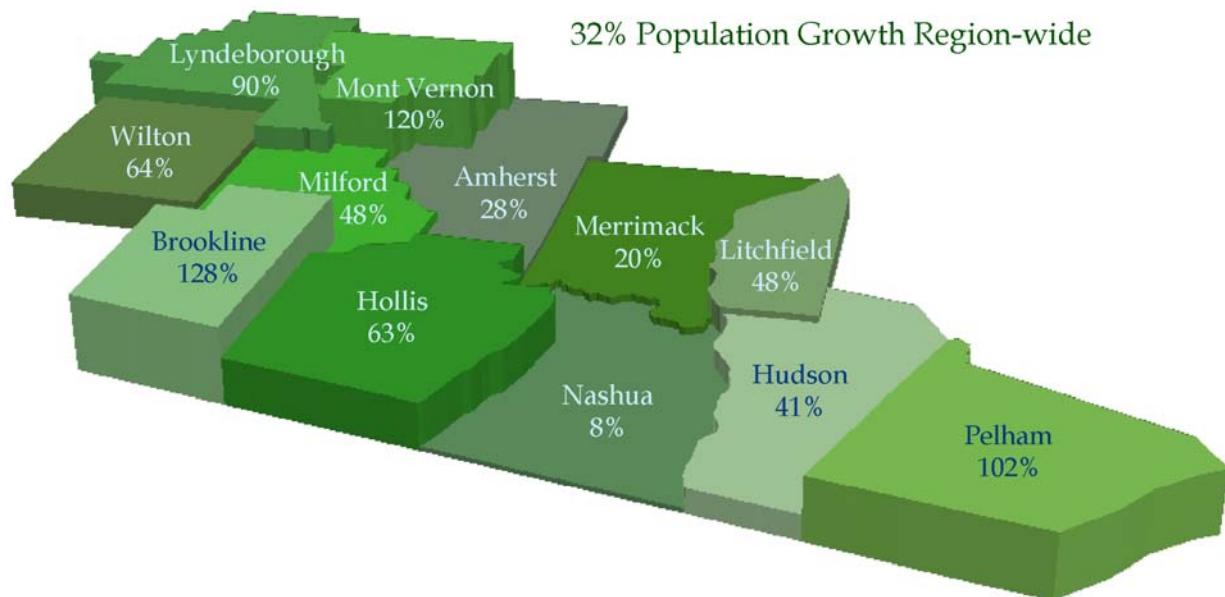 32% Population Growth Region-wide
Lyndeborough
90%
Mont Vernon
120%
Wilton
64%
Milford
48%
Amherst
28%
Merrimack
20%
Litchfield
48%
Brookline
128%
Hollis
63%
Nashua
8%
Hudson
41%
Pelham
102%